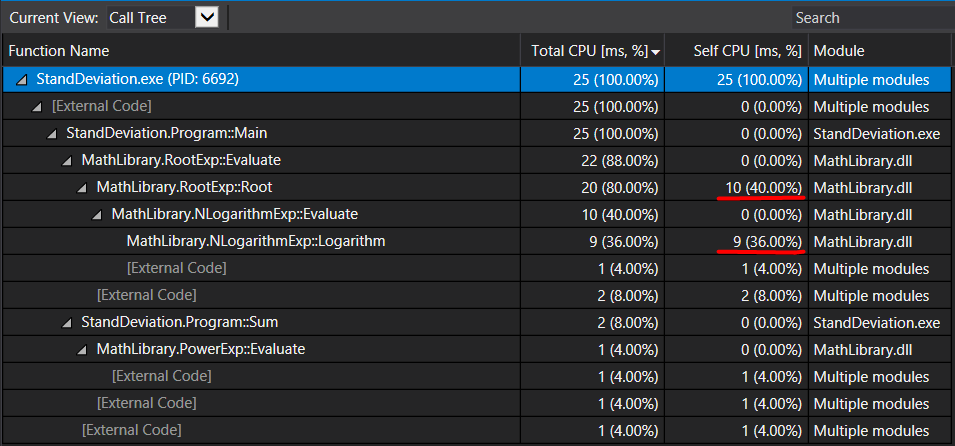 Current View: Call Tree Search
Function Name Total CPU [ms, %] Self CPU [ms, %] Module
StandDeviation.exe (PID: 6692) 25 (100.00%) 25 (100.00%) Multiple modules
[External Code] 25 (100.00%) 0 (0.00%) Multiple modules
StandDeviation.Program::Main 25 (100.00%) 0 (0.00%) StandDeviation.exe
MathLibrary.RootExp::Evaluate 22 (88.00%) 0 (0.00%) MathLibrary.dll
MathLibrary.RootExp::Root 20 (80.00%) 10 (40.00%) MathLibrary.dll
MathLibrary.NLogarithmExp::Evaluate 10 (40.00%) 0 (0.00%) MathLibrary.dll
MathLibrary.NLogarithmExp::Logarithm 9 (36.00%) 9 (36.00%) MathLibrary.dll
[External Code] 1 (4.00%) 1 (4.00%) Multiple modules
[External Code] 2 (8.00%) 2 (8.00%) Multiple modules
StandDeviation.Program::Sum 2 (8.00%) 0 (0.00%) StandDeviation.exe
MathLibrary.PowerExp::Evaluate 1 (4.00%) 0 (0.00%) MathLibrary.dll
[External Code] 1 (4.00%) 1 (4.00%) Multiple modules
[External Code] 1 (4.00%) 1 (4.00%) Multiple modules
[External Code] 1 (4.00%) 1 (4.00%) Multiple modules